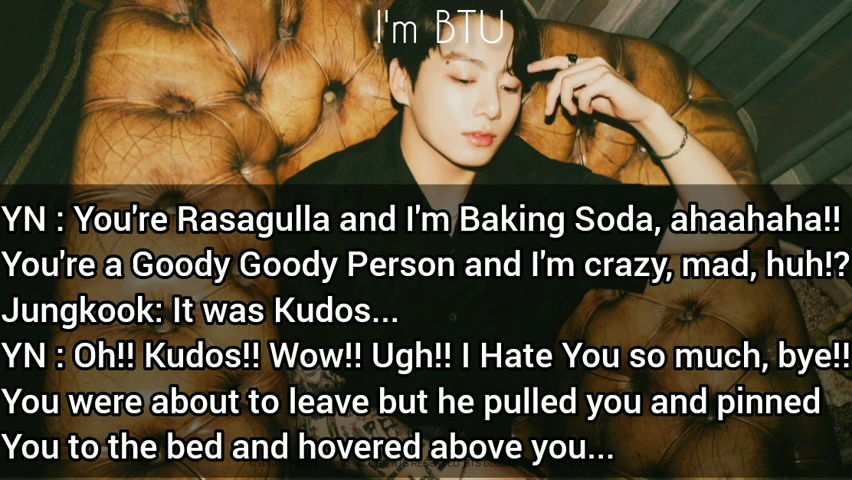 I'm BTU
YN : You're Rasagulla and I'm Baking Soda, ahaahaha!!
You're a Goody Goody Person and I'm crazy, mad, huh!?
Jungkook: It was Kudos...
YN : Oh!! Kudos!! Wow!! Ugh!! I Hate You so much, bye!!
You were about to leave but he pulled you and pinned
You to the bed and hovered above you...